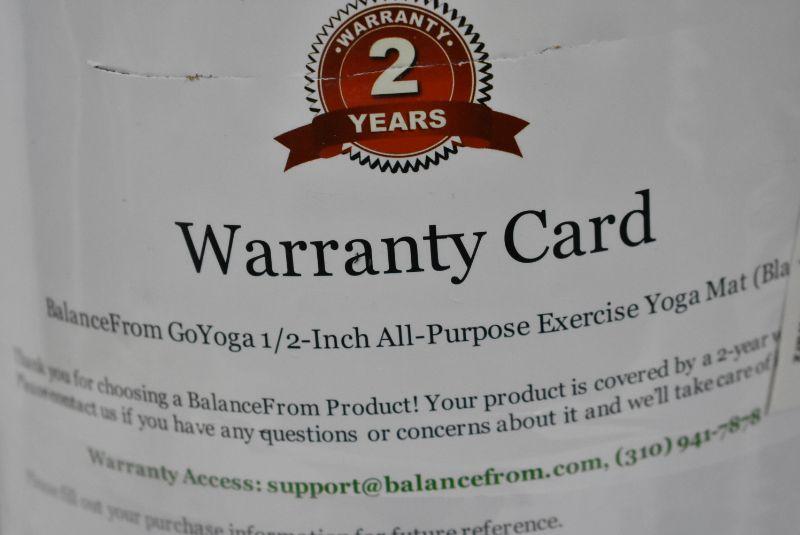 WARRANTY
2
YEARS
Warranty Card
BalanceFrom GoYoga 1/2-Inch All-Purpose Exercise Yoga Mat (Bla
Thank you for choosing a BalanceFrom Product! Your product is covered by a 2-year
Please contact us if you have any questions or concerns about it and we'll take care of
Warranty Access: support@balancefrom.com, (310) 941-7878
Please fill out your purchase information for future reference.